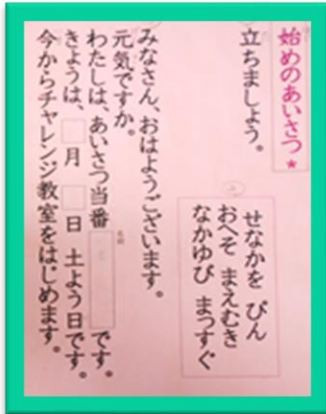 始めのあいさつ★
立ちましょう。
せなかを ぴん
おへそ まえむき
なかゆび まっすぐ
みなさん、おはようございます。
元気ですか。
わたしは、あいさつ当番
名前
です。
きょうは、 月 日 土よう日です。
今からチャレンジ教室をはじめます。